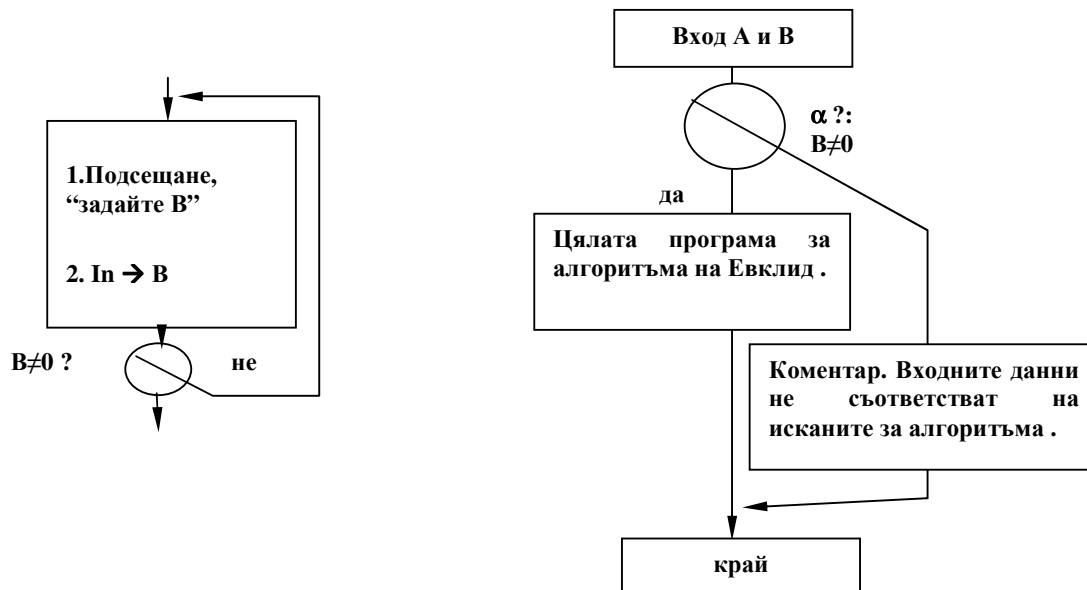 1.Подсещане,
“задайте В”
2. In → В
В≠0 ?
не
Вход А и В
α ?:
В≠0
да
Цялата програма за
алгоритъма на Евклид .
Коментар. Входните данни
не съответстват на
исканите за алгоритъма .
край